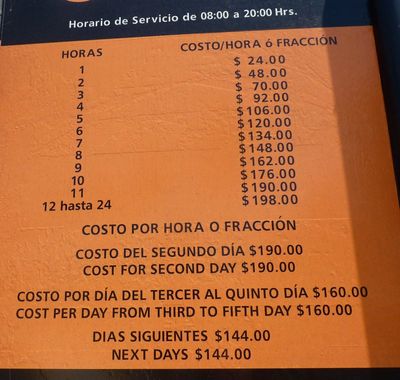 Horario de Servicio de 08:00 a 20:00 Hrs.
HORAS COSTO/HORA ó FRACCIÓN
1 $ 24.00
2 $ 48.00
3 $ 70.00
4 $ 92.00
5 $106.00
6 $120.00
7 $134.00
8 $148.00
9 $162.00
10 $176.00
11 $190.00
12 hasta 24 $198.00
COSTO POR HORA O FRACCIÓN
COSTO DEL SEGUNDO DÍA $190.00
COST FOR SECOND DAY $190.00
COSTO POR DÍA DEL TERCER AL QUINTO DÍA $160.00
COST PER DAY FROM THIRD TO FIFTH DAY $160.00
DIAS SIGUIENTES $144.00
NEXT DAYS $144.00